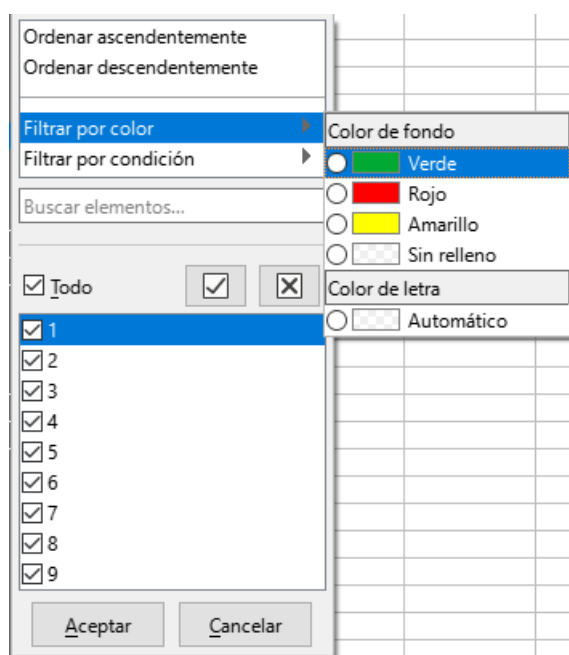 Ordenar ascendentemente
Ordenar descendentemente
Filtrar por color
Filtrar por condición
Buscar elementos...
Color de fondo
Verde
Rojo
Amarillo
Sin relleno
Color de letra
Automático
Todo
1
2
3
4
5
6
7
8
9
Aceptar Cancelar